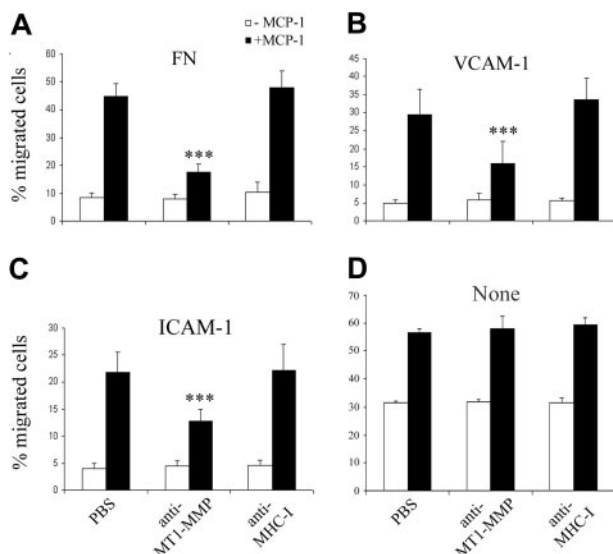 A
- MCP-1
+MCP-1
FN
% migrated cells
60
50
40
30
20
10
0
***
B
VCAM-1
% migrated cells
45
40
35
30
25
20
15
10
5
0
***
C
ICAM-1
% migrated cells
30
25
20
15
10
5
0
***
PBS
anti-
MT1-MMP
anti-
MHC-I
D
None
70
60
50
40
30
20
10
0
PBS
anti-
MT1-MMP
anti-
MHC-I